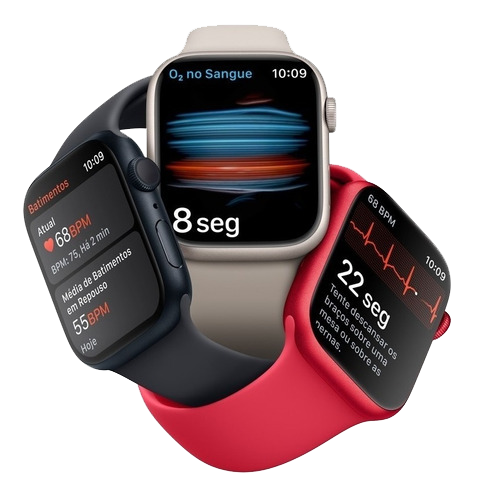 O₂ no Sangue 10:09
8 seg
10:09
Batimentos
Atual
68BPM
BPM: 75, Há 2 min
Média de Batimentos
em Repouso
55BPM
Hoje
68 BPM
10:09
22 seg
Tente descansar os
braços sobre uma
mesa ou sobre as
pernas.